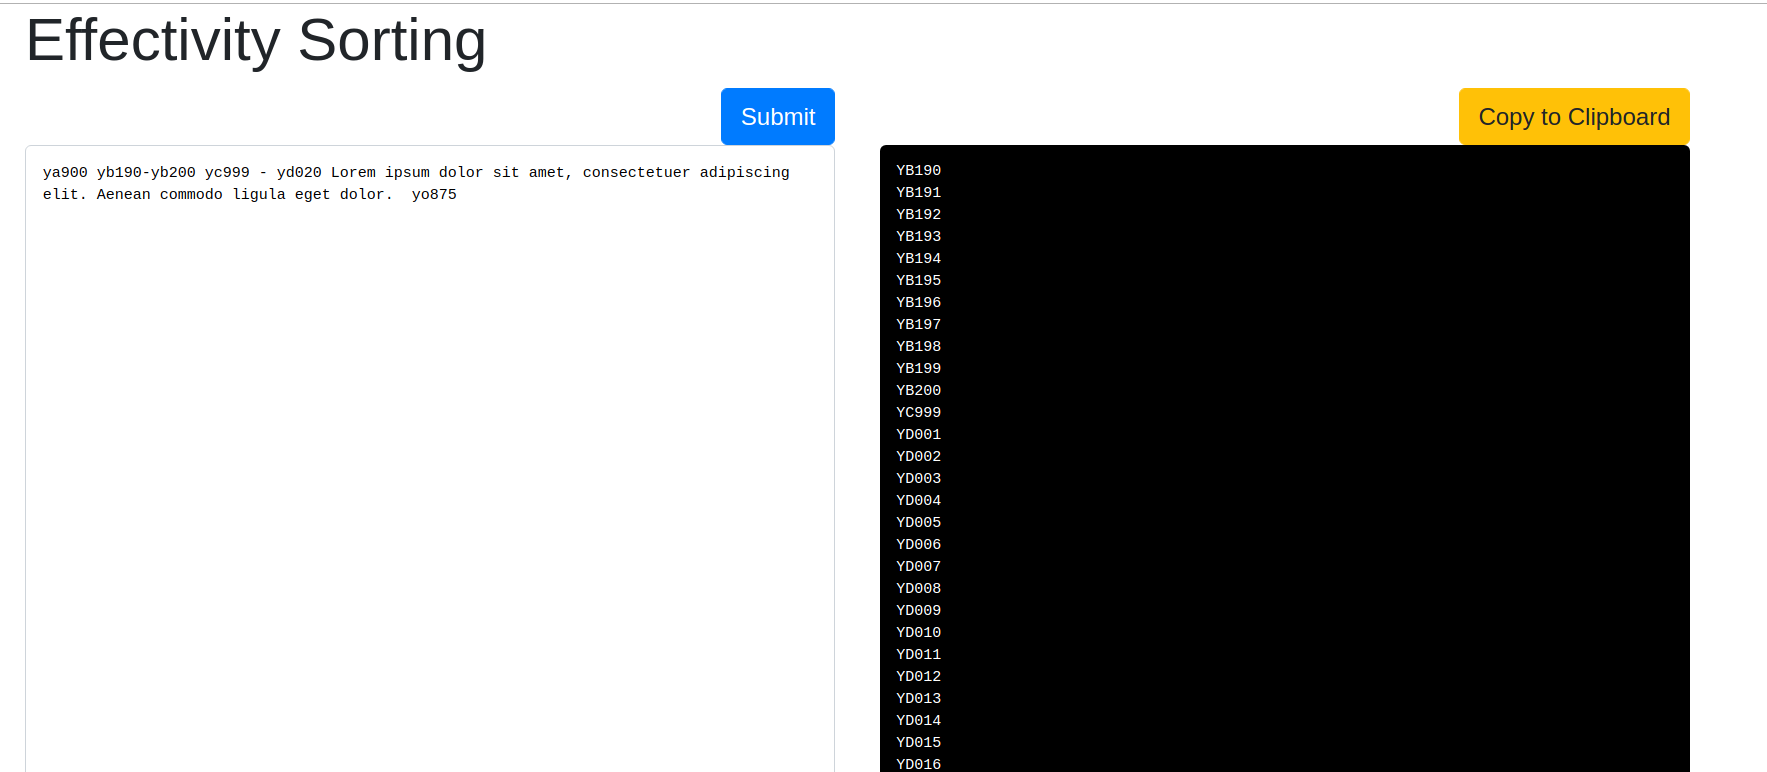 Effectivity Sorting
Submit
Copy to Clipboard
ya900 yb190-yb200 yc999 - yd020 Lorem ipsum dolor sit amet, consectetuer adipiscing
elit. Aenean commodo ligula eget dolor.  yo875
YB190
YB191
YB192
YB193
YB194
YB195
YB196
YB197
YB198
YB199
YB200
YC999
YD001
YD002
YD003
YD004
YD005
YD006
YD007
YD008
YD009
YD010
YD011
YD012
YD013
YD014
YD015
YD016